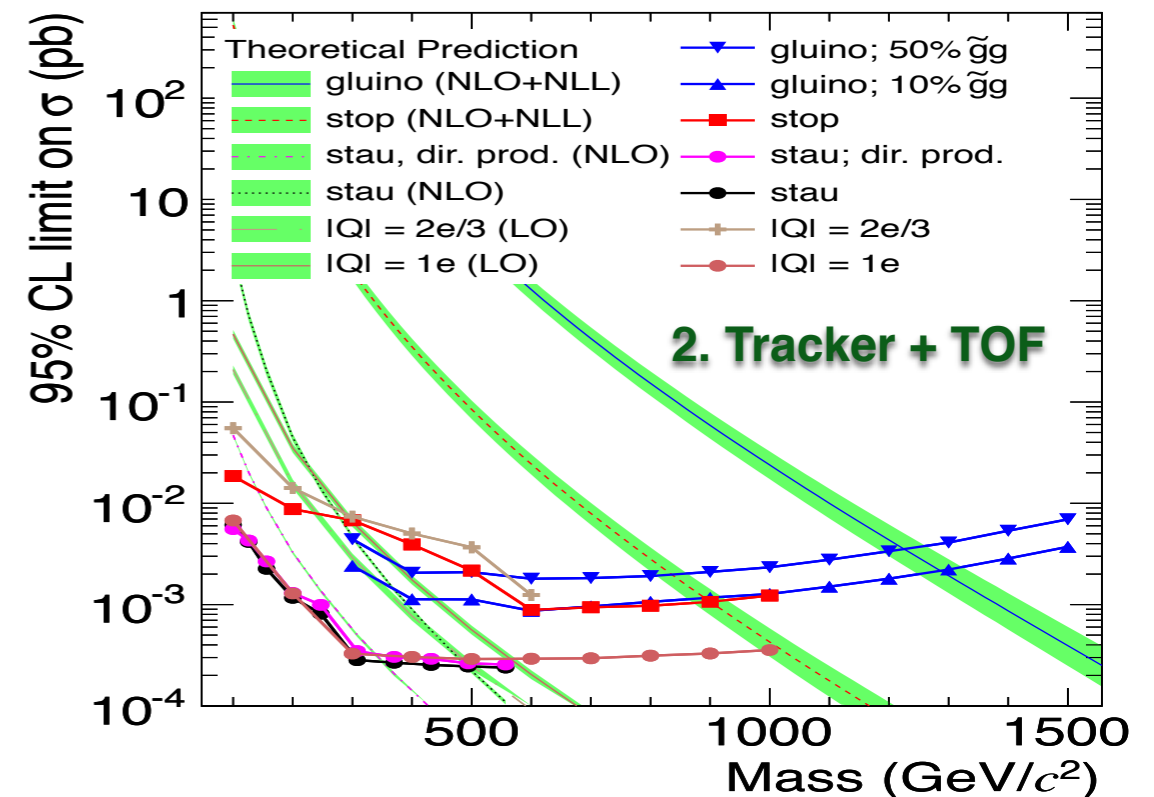 95% CL limit on σ (pb)
Theoretical Prediction
gluino (NLO+NLL)
stop (NLO+NLL)
stau, dir. prod. (NLO)
stau (NLO)
|Q| = 2e/3 (LO)
|Q| = 1e (LO)
gluino; 50% g̃g
gluino; 10% g̃g
stop
stau; dir. prod.
stau
|Q| = 2e/3
|Q| = 1e
2. Tracker + TOF
10²
10
1
10⁻¹
10⁻²
10⁻³
10⁻⁴
500 1000 1500
Mass (GeV/c²)